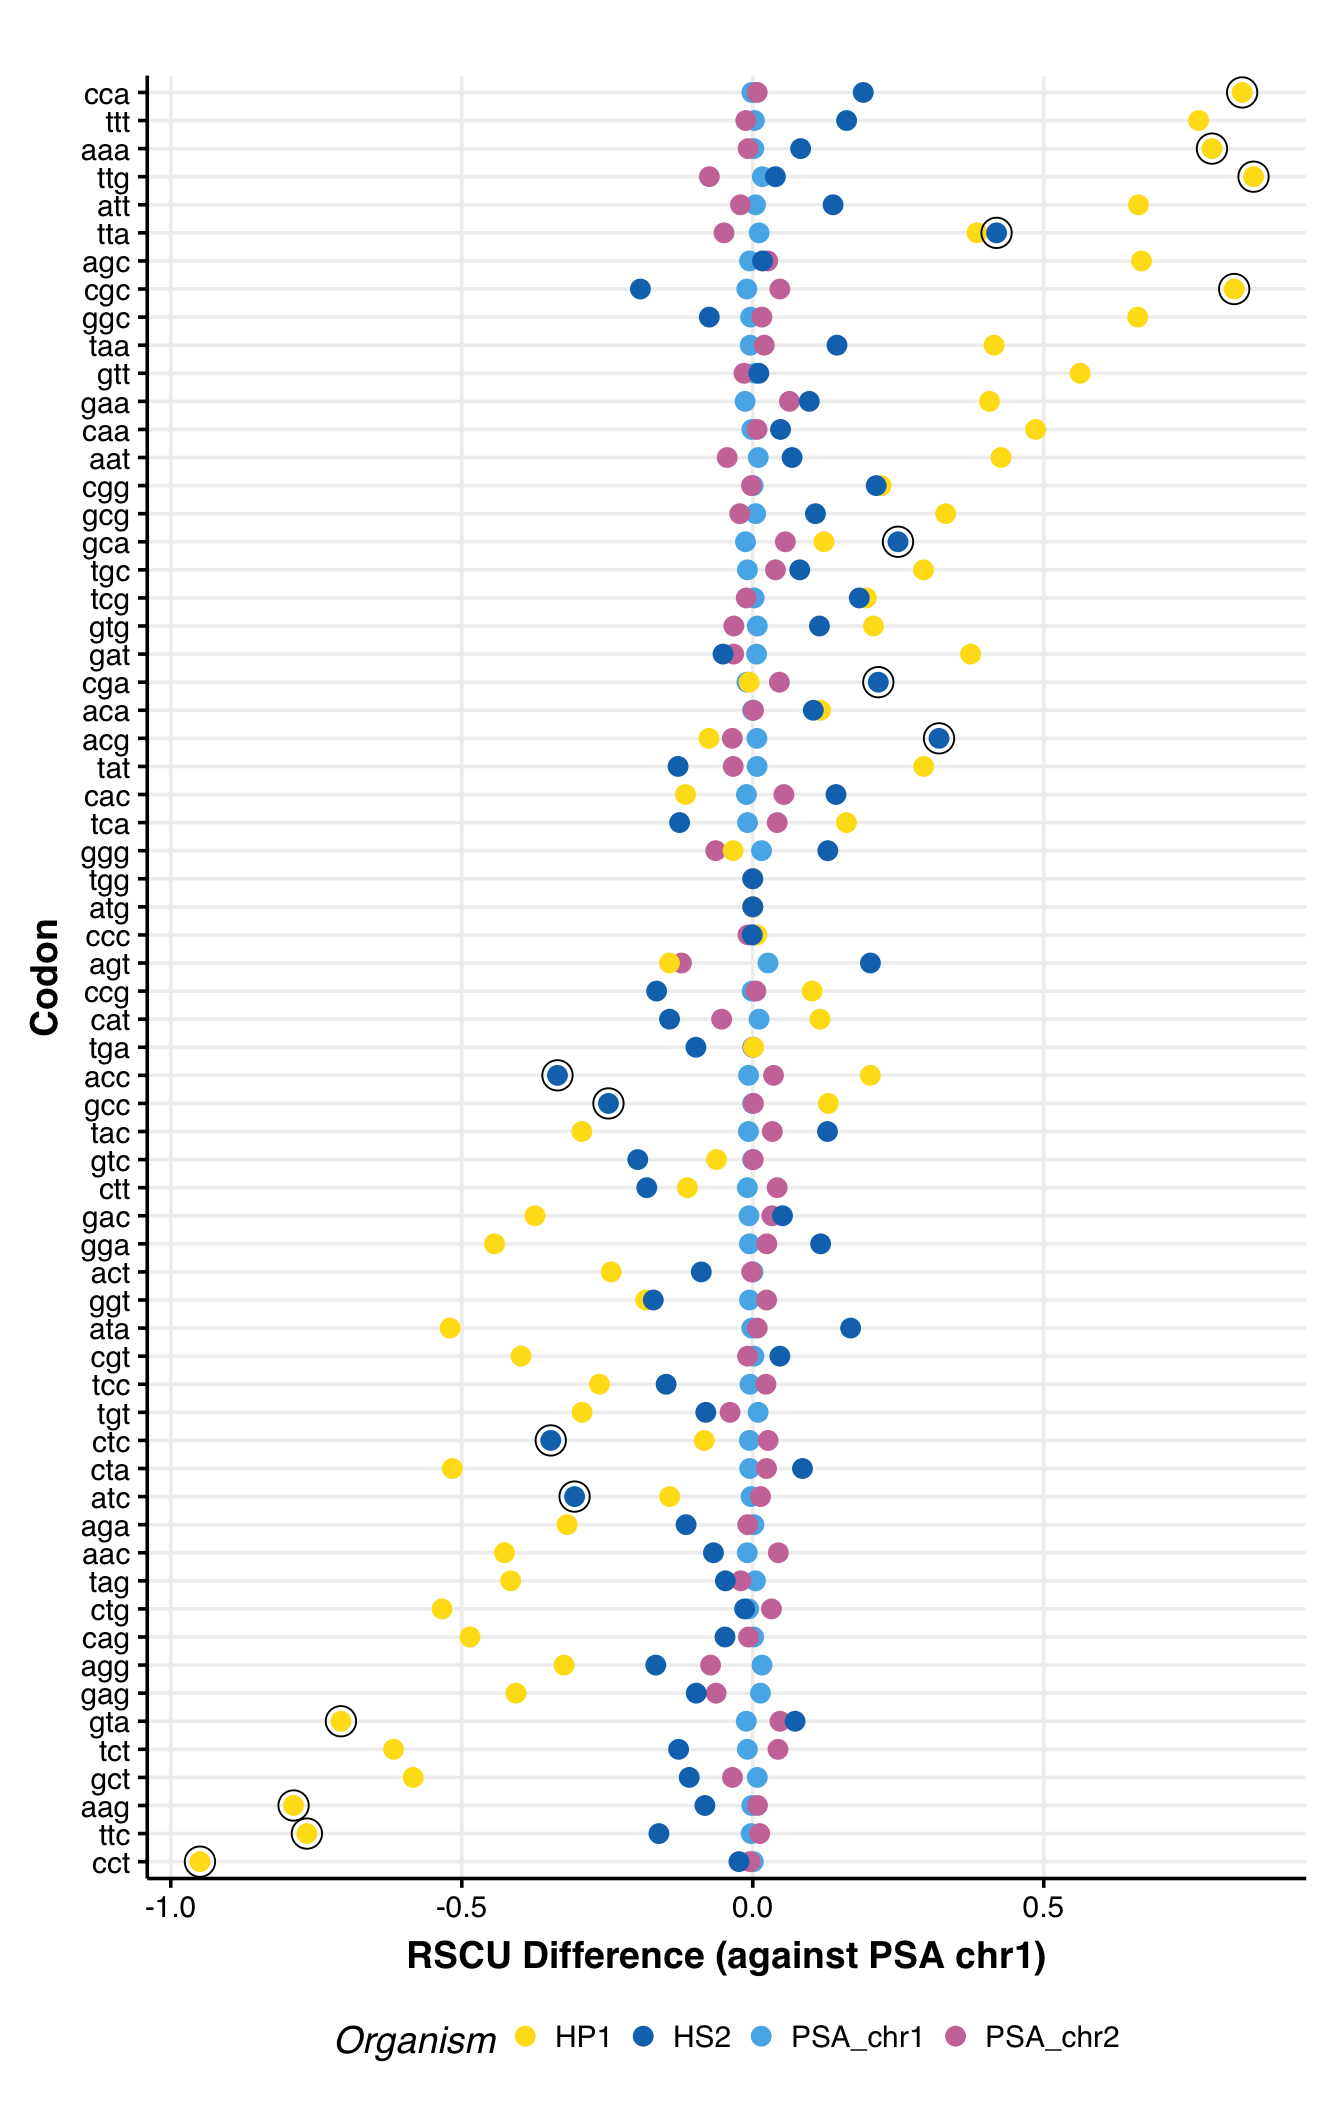 cca
ttt
aaa
ttg
att
tta
agc
cgc
ggc
taa
gtt
gaa
caa
aat
cgg
gcg
gca
tgc
tcg
gtg
gat
cga
aca
acg
tat
cac
tca
ggg
tgg
atg
ccc
agt
ccg
cat
tga
acc
gcc
tac
gtc
ctt
gac
gga
act
ggt
ata
cgt
tcc
tgt
ctc
cta
atc
aga
aac
tag
ctg
cag
agg
gag
gta
tct
gct
aag
ttc
cct
Codon
-1.0 -0.5 0.0 0.5
RSCU Difference (against PSA chr1)
Organism HP1 HS2 PSA_chr1 PSA_chr2